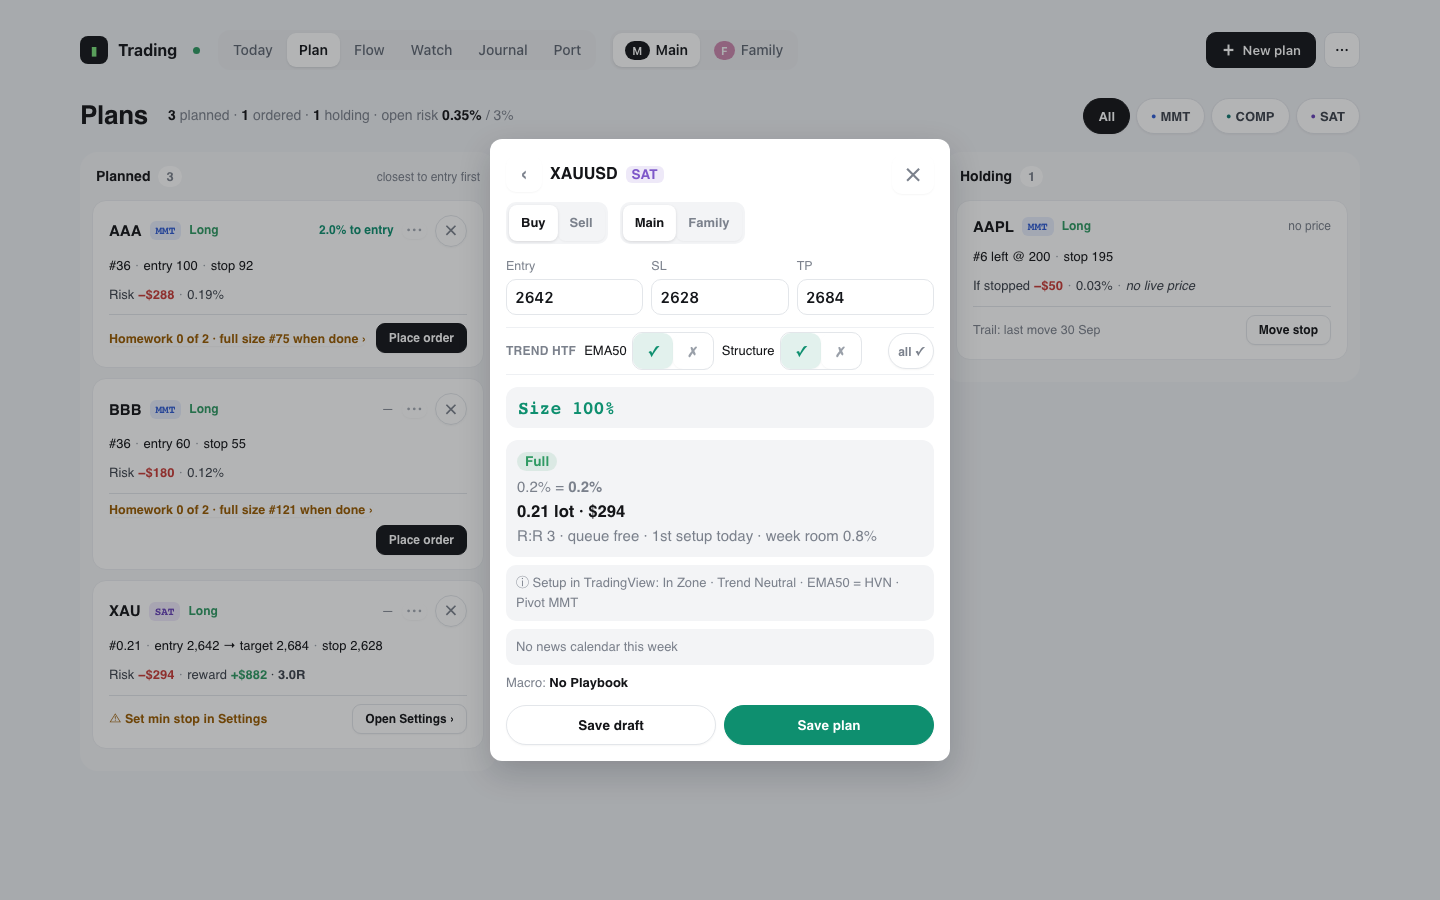 Trading Today Plan Flow Watch Journal Port M Main F Family + New plan ...
Plans 3 planned · 1 ordered · 1 holding · open risk 0.35% / 3% All • MMT • COMP • SAT
Planned 3 closest to entry first
AAA MMT Long 2.0% to entry ··· ✕
#36 · entry 100 · stop 92
Risk –$288 · 0.19%
Homework 0 of 2 · full size #75 when done › Place order
BBB MMT Long – ··· ✕
#36 · entry 60 · stop 55
Risk –$180 · 0.12%
Homework 0 of 2 · full size #121 when done ›
Place order
XAU SAT Long – ··· ✕
#0.21 · entry 2,642 → target 2,684 · stop 2,628
Risk –$294 · reward +$882 · 3.0R
⚠ Set min stop in Settings Open Settings ›
‹ XAUUSD SAT ✕
Buy Sell Main Family
Entry SL TP
2642 2628 2684
TREND HTF EMA50 ✓ ✗ Structure ✓ ✗ all ✓
Size 100%
Full
0.2% = 0.2%
0.21 lot · $294
R:R 3 · queue free · 1st setup today · week room 0.8%
ⓘ Setup in TradingView: In Zone · Trend Neutral · EMA50 = HVN ·
Pivot MMT
No news calendar this week
Macro: No Playbook
Save draft Save plan
Holding 1
AAPL MMT Long no price
#6 left @ 200 · stop 195
If stopped –$50 · 0.03% · no live price
Trail: last move 30 Sep Move stop